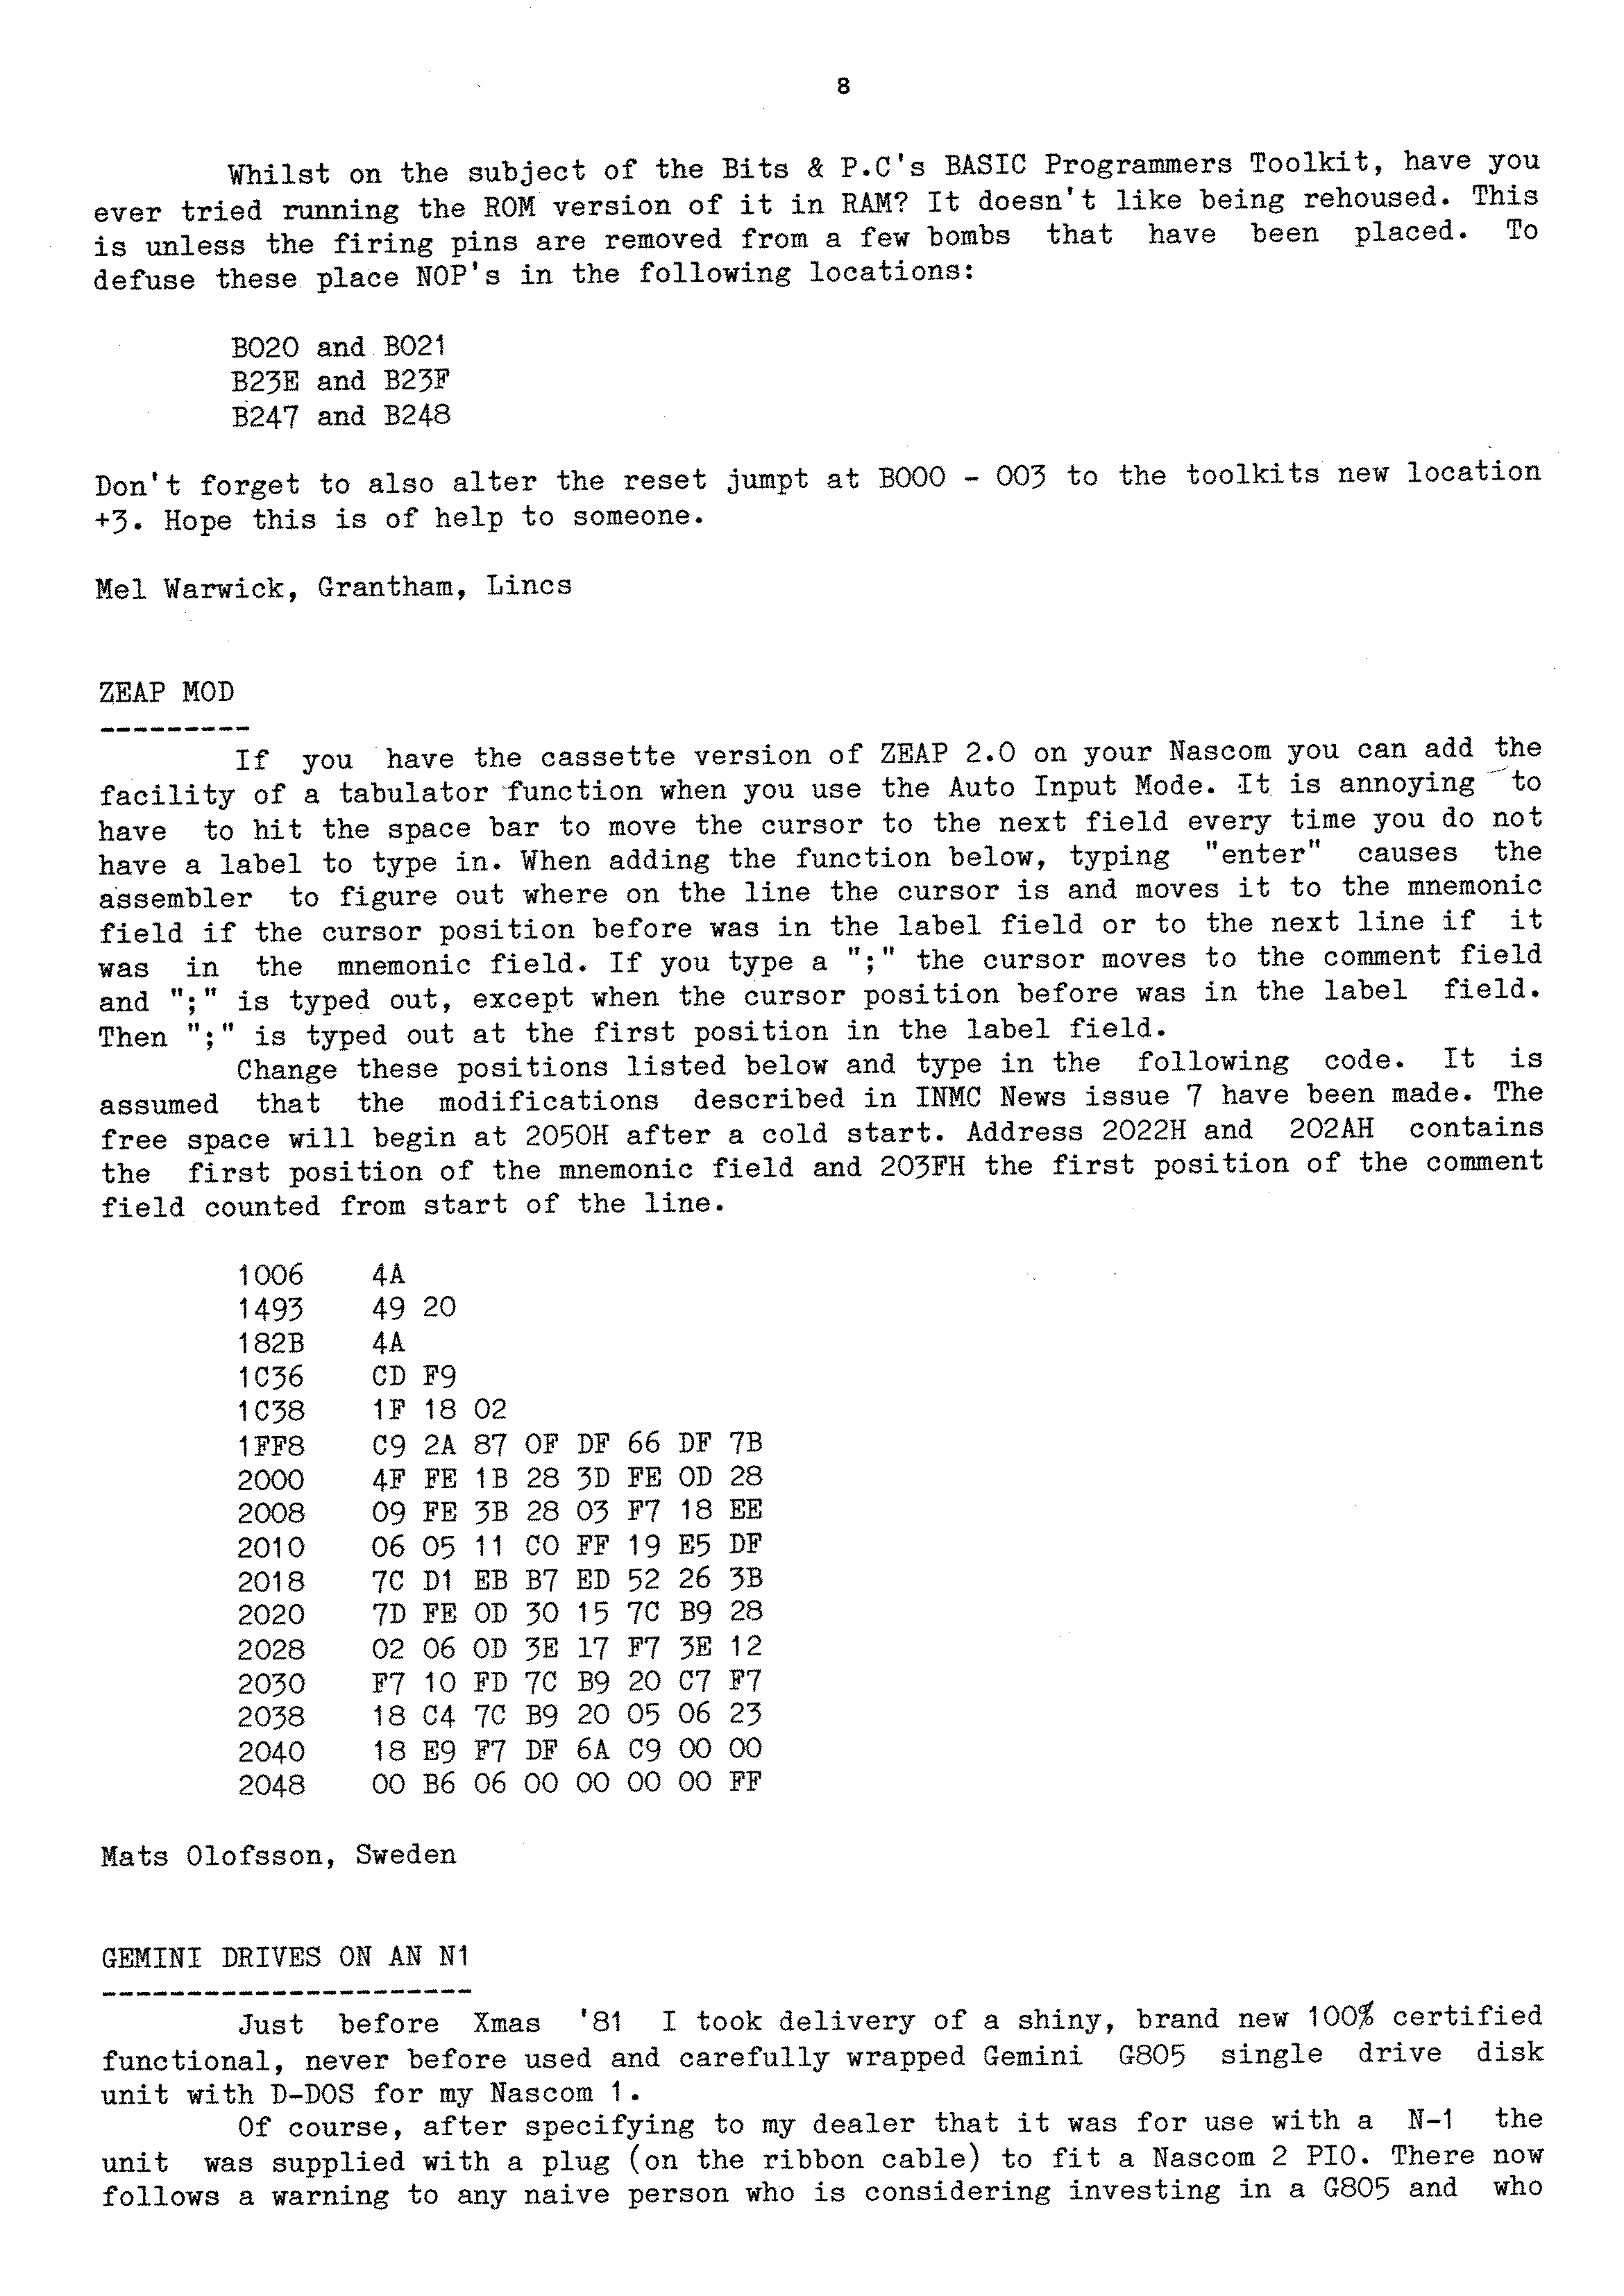 8
Whilst on the subject of the Bits & P.C's BASIC Programmers Toolkit, have you
ever tried running the ROM version of it in RAM? It doesn't like being rehoused. This
is unless the firing pins are removed from a few bombs that have been placed. To
defuse these place NOP's in the following locations:
B020 and B021
B23E and B23F
B247 and B248
Don't forget to also alter the reset jumpt at B000 - 003 to the toolkits new location
+3. Hope this is of help to someone.
Mel Warwick, Grantham, Lincs
ZEAP MOD
---------
If you have the cassette version of ZEAP 2.0 on your Nascom you can add the
facility of a tabulator function when you use the Auto Input Mode. It is annoying to
have to hit the space bar to move the cursor to the next field every time you do not
have a label to type in. When adding the function below, typing "enter" causes the
assembler to figure out where on the line the cursor is and moves it to the mnemonic
field if the cursor position before was in the label field or to the next line if it
was in the mnemonic field. If you type a ";" the cursor moves to the comment field
and ";" is typed out, except when the cursor position before was in the label field.
Then ";" is typed out at the first position in the label field.
Change these positions listed below and type in the following code. It is
assumed that the modifications described in INMC News issue 7 have been made. The
free space will begin at 2050H after a cold start. Address 2022H and 202AH contains
the first position of the mnemonic field and 203FH the first position of the comment
field counted from start of the line.
1006 4A
1493 49 20
182B 4A
1C36 CD F9
1C38 1F 18 02
1FF8 C9 2A 87 0F DF 66 DF 7B
2000 4F FE 1B 28 3D FE 0D 28
2008 09 FE 3B 28 03 F7 18 EE
2010 06 05 11 C0 FF 19 E5 DF
2018 7C D1 EB B7 ED 52 26 3B
2020 7D FE 0D 30 15 7C B9 28
2028 02 06 0D 3E 17 F7 3E 12
2030 F7 10 FD 7C B9 20 C7 F7
2038 18 C4 7C B9 20 05 06 23
2040 18 E9 F7 DF 6A C9 00 00
2048 00 B6 06 00 00 00 00 FF
Mats Olofsson, Sweden
GEMINI DRIVES ON AN N1
----------------------
Just before Xmas '81 I took delivery of a shiny, brand new 100% certified
functional, never before used and carefully wrapped Gemini G805 single drive disk
unit with D-DOS for my Nascom 1.
Of course, after specifying to my dealer that it was for use with a N-1 the
unit was supplied with a plug (on the ribbon cable) to fit a Nascom 2 PIO. There now
follows a warning to any naive person who is considering investing in a G805 and who